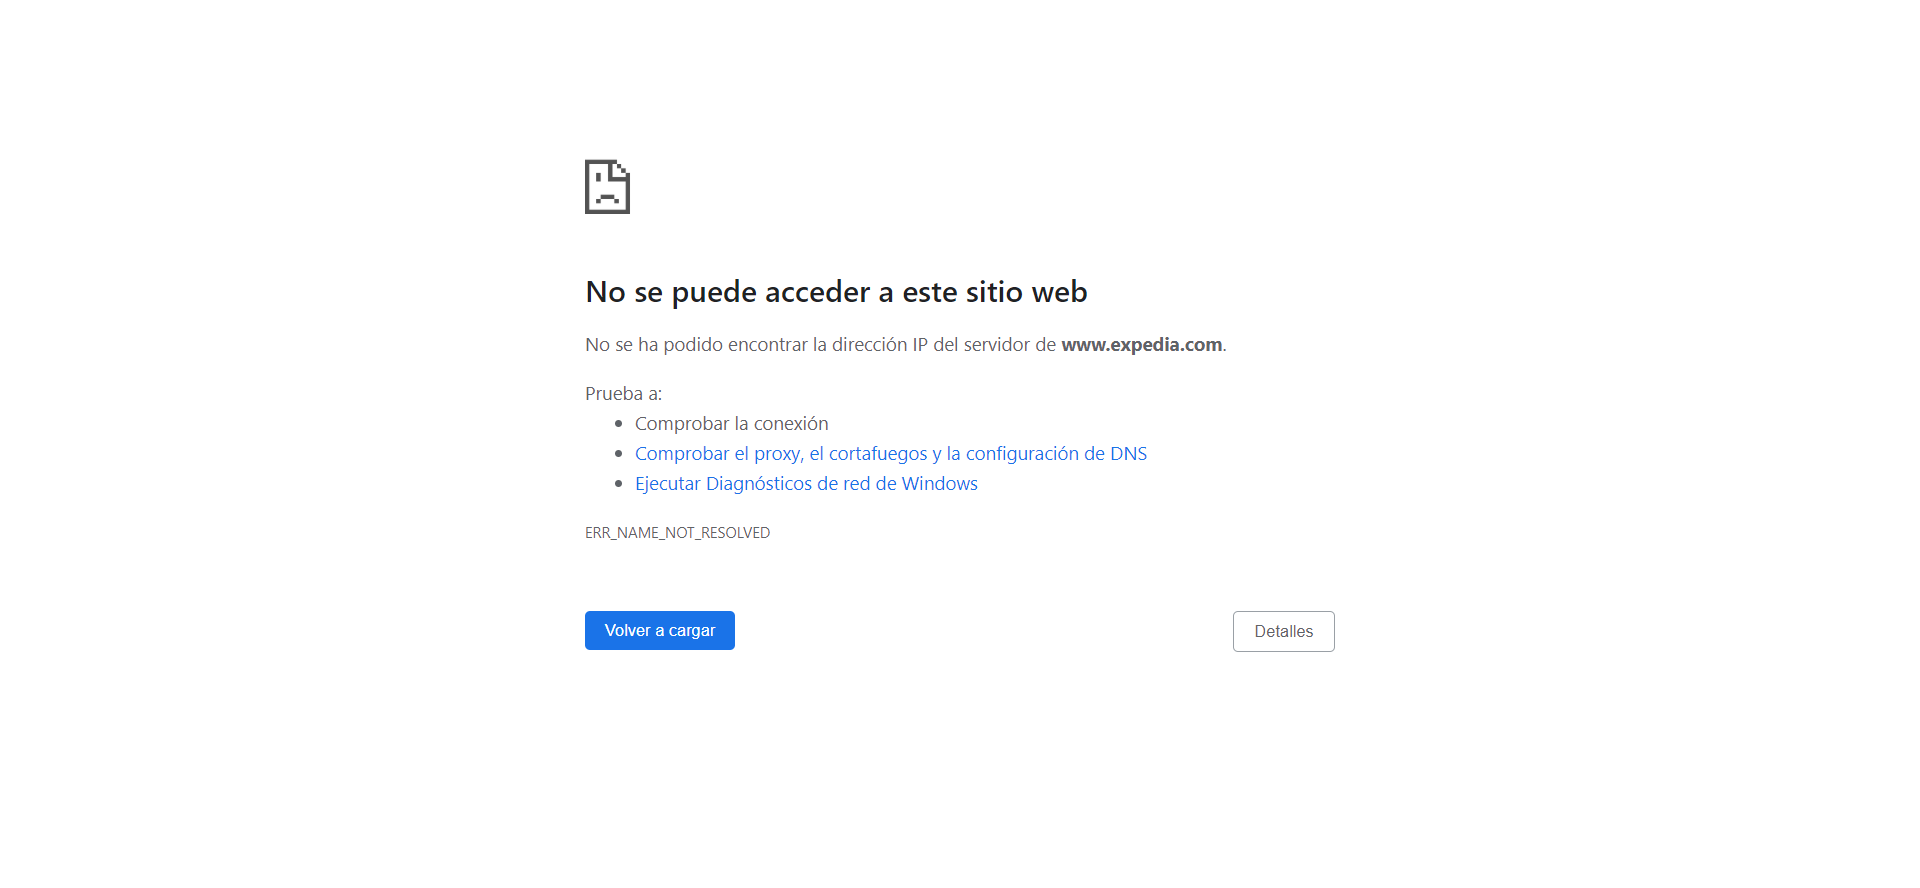 No se puede acceder a este sitio web
No se ha podido encontrar la dirección IP del servidor de www.expedia.com.
Prueba a:
Comprobar la conexión
Comprobar el proxy, el cortafuegos y la configuración de DNS
Ejecutar Diagnósticos de red de Windows
ERR_NAME_NOT_RESOLVED
Volver a cargar
Detalles